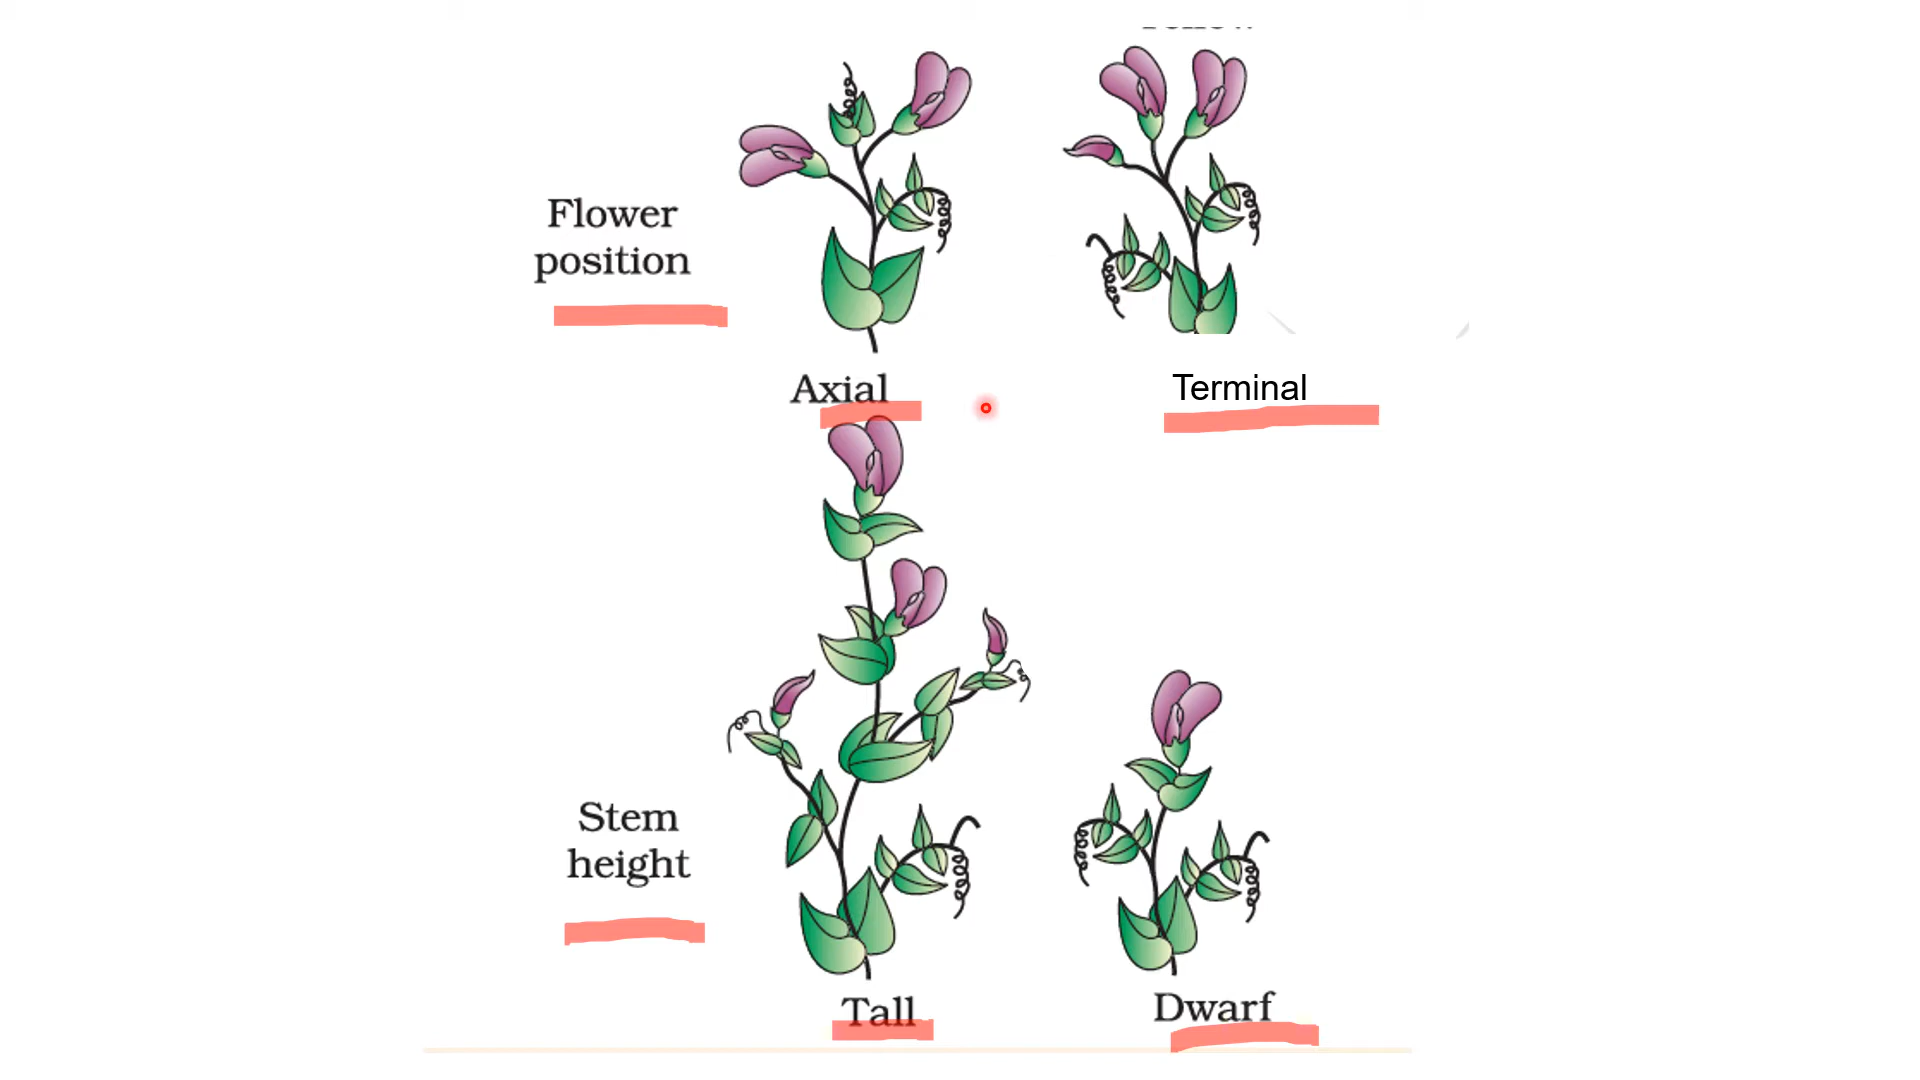 Flower
position
Axial
Terminal
Stem
height
Tall
Dwarf